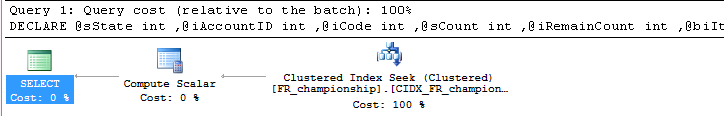 Query 1: Query cost (relative to the batch): 100%
DECLARE @sState int ,@iAccountID int ,@iCode int ,@sCount int ,@iRemainCount int ,@biIt
SELECT
Cost: 0 %
Compute Scalar
Cost: 0 %
Clustered Index Seek (Clustered)
[FR_championship].[CIDX_FR_champion…
Cost: 100 %